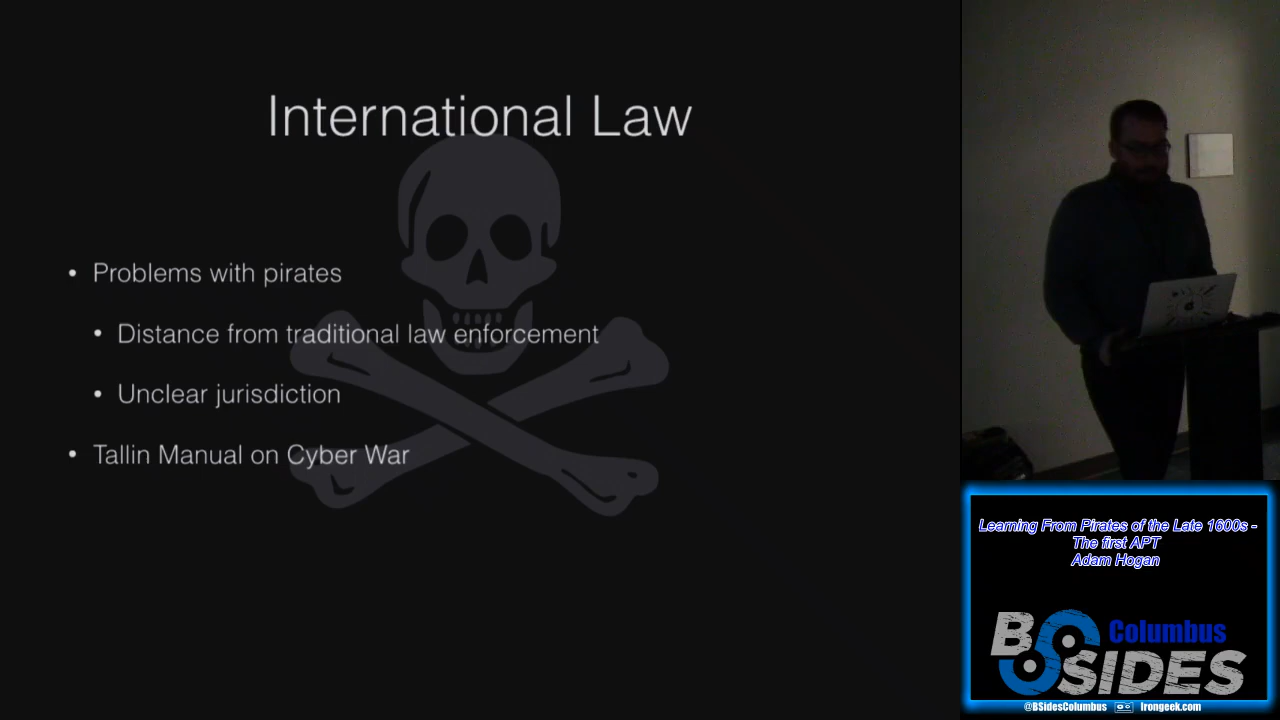 International Law
• Problems with pirates
• Distance from traditional law enforcement
• Unclear jurisdiction
• Tallin Manual on Cyber War
Learning From Pirates of the Late 1600s -
The first APT
Adam Hogan
Columbus
BSIDES
@BSidesColumbus Irongeek.com